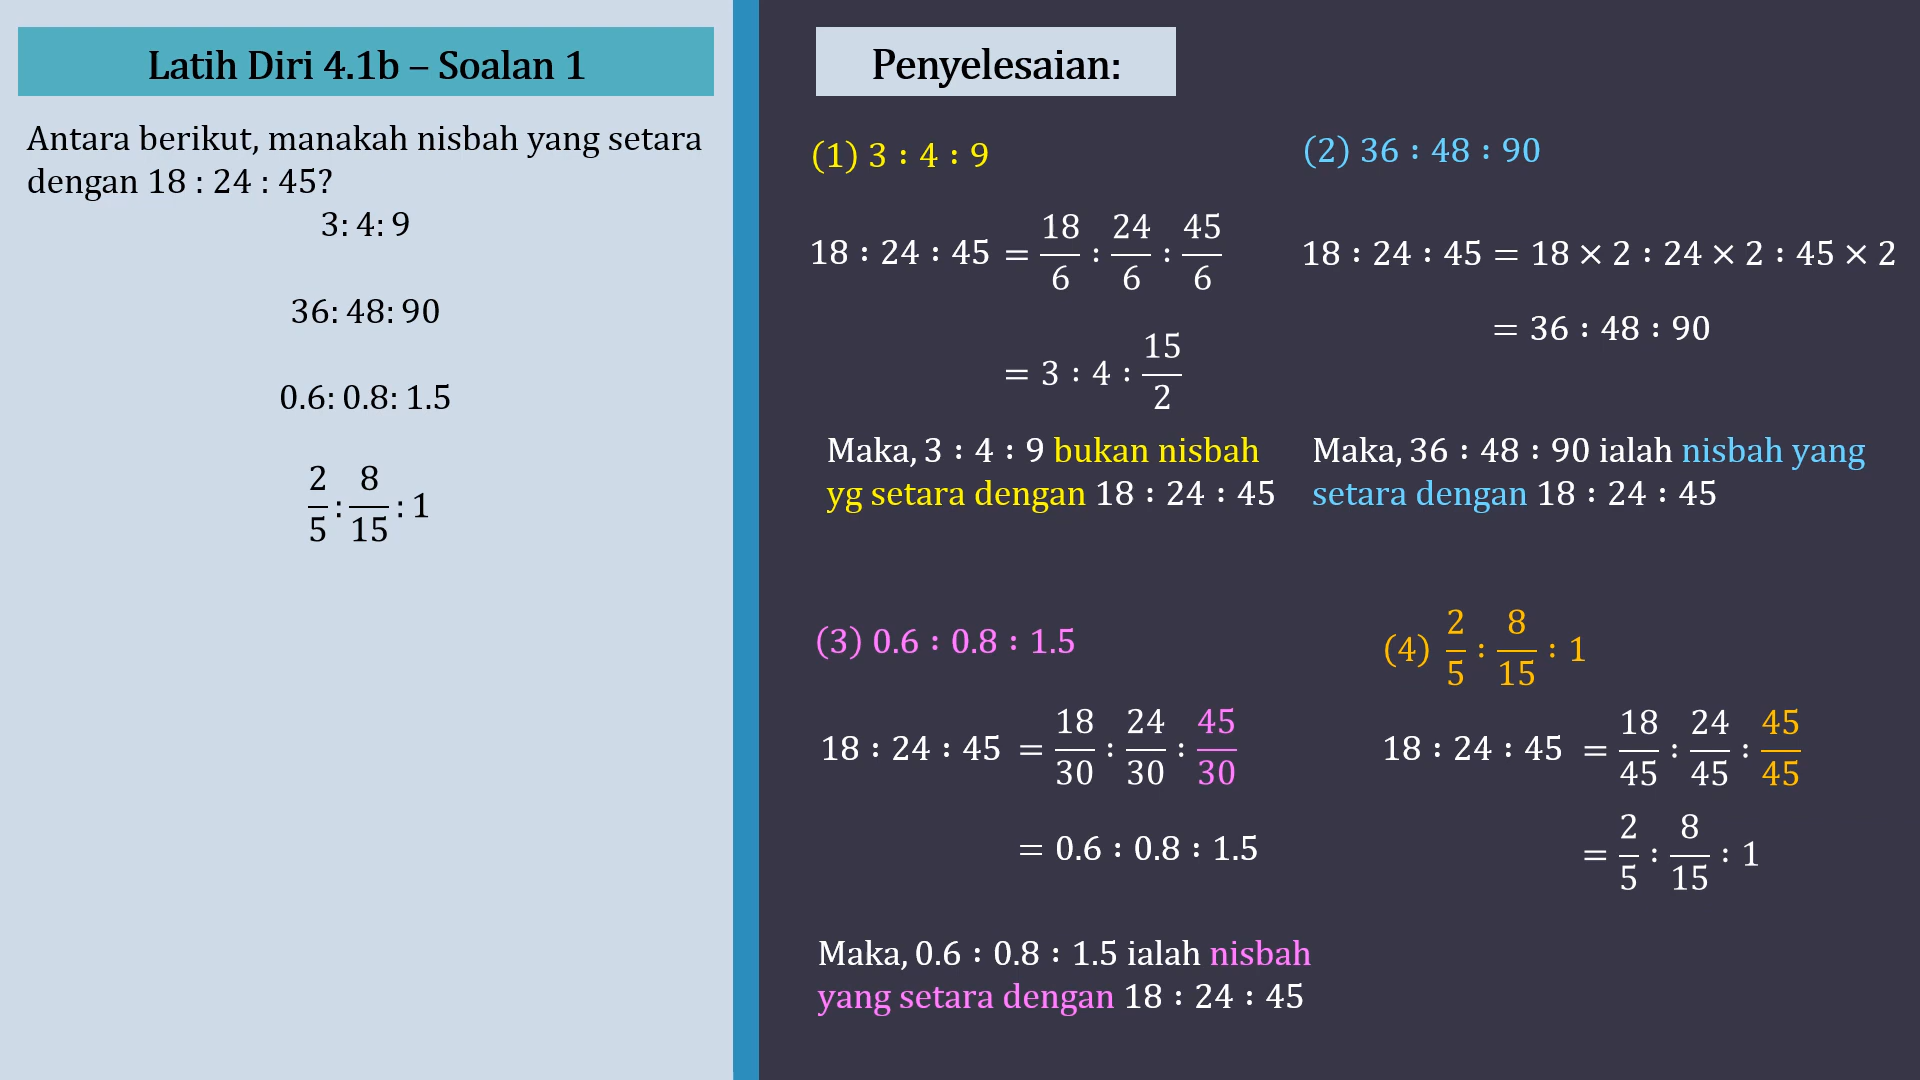 Latih Diri 4.1b – Soalan 1
Antara berikut, manakah nisbah yang setara
dengan 18 : 24 : 45?
3: 4: 9
36: 48: 90
0.6: 0.8: 1.5
2/5 : 8/15 : 1
Penyelesaian:
(1) 3 : 4 : 9
18 : 24 : 45 = 18/6 : 24/6 : 45/6
= 3 : 4 : 15/2
Maka, 3 : 4 : 9 bukan nisbah
yg setara dengan 18 : 24 : 45
(2) 36 : 48 : 90
18 : 24 : 45 = 18 × 2 : 24 × 2 : 45 × 2
= 36 : 48 : 90
Maka, 36 : 48 : 90 ialah nisbah yang
setara dengan 18 : 24 : 45
(3) 0.6 : 0.8 : 1.5
18 : 24 : 45 = 18/30 : 24/30 : 45/30
= 0.6 : 0.8 : 1.5
Maka, 0.6 : 0.8 : 1.5 ialah nisbah
yang setara dengan 18 : 24 : 45
(4) 2/5 : 8/15 : 1
18 : 24 : 45 = 18/45 : 24/45 : 45/45
= 2/5 : 8/15 : 1